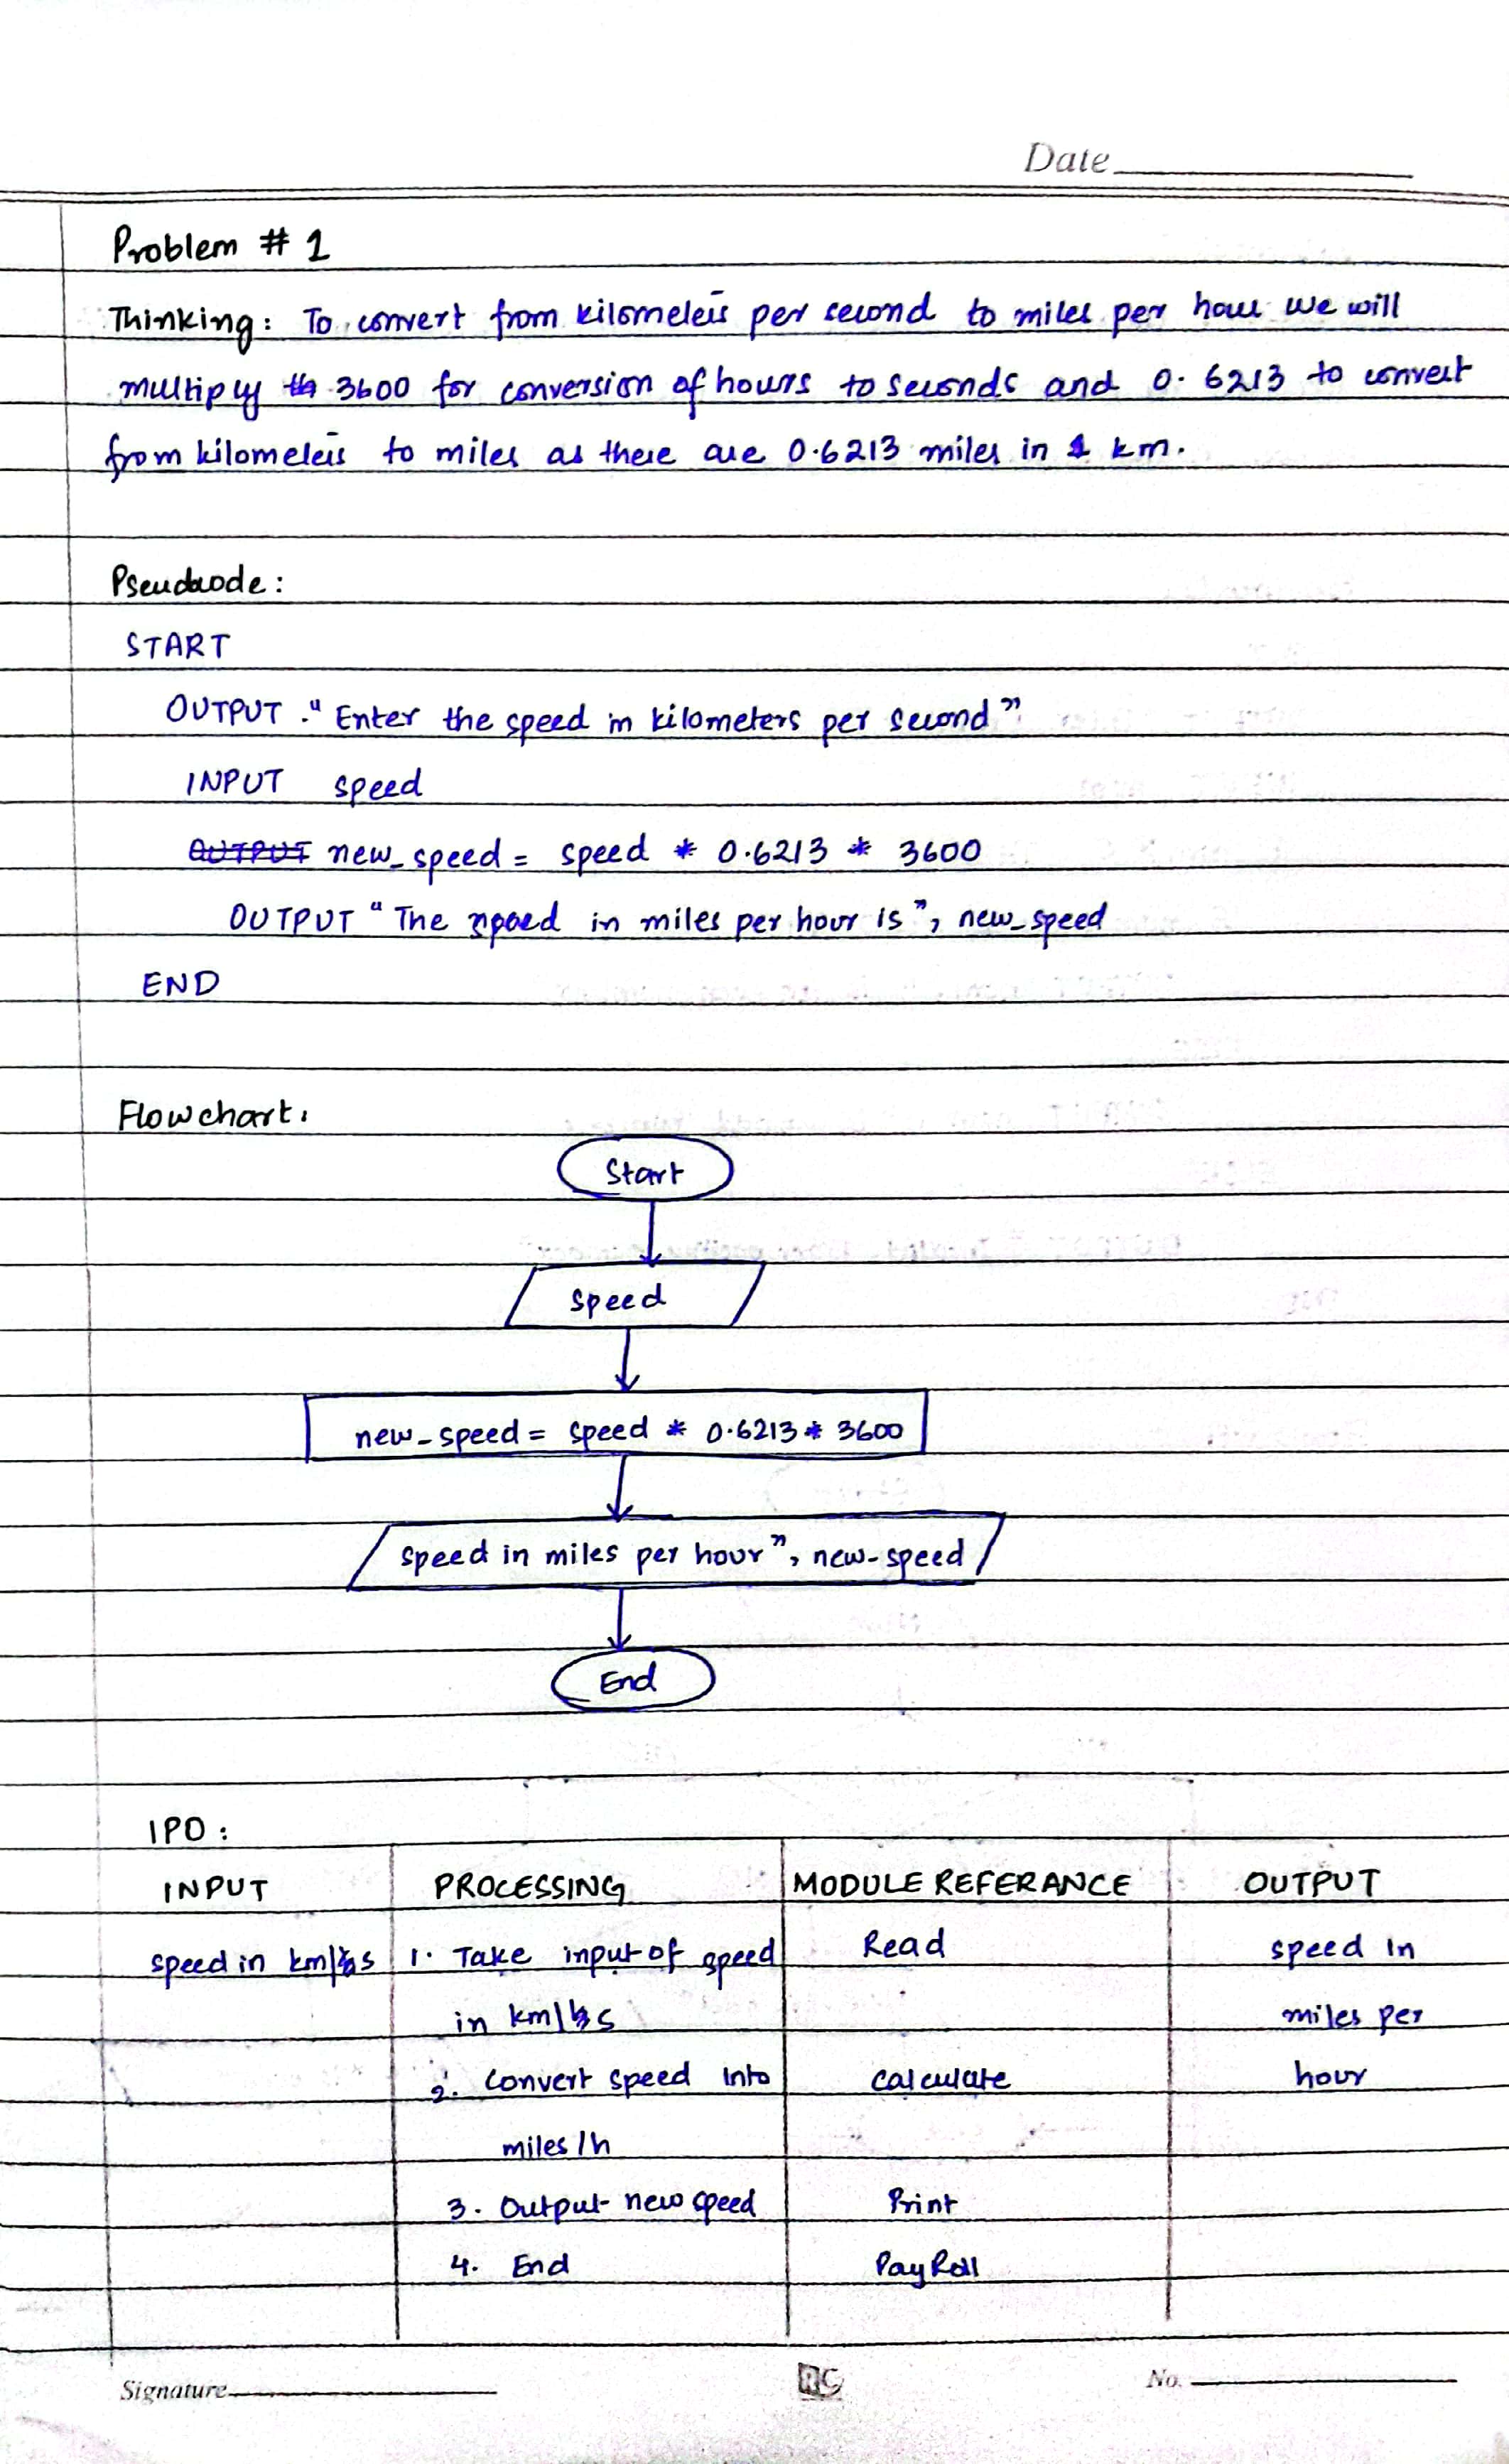 Date
Problem # 1
Thinking: To convert from kilometers per second to miles per hour we will
multiply 3600 for conversion of hours to seconds and 0.6213 to convert
from kilometers to miles as there are 0.6213 miles in 1 km.
Pseudocode:
START
OUTPUT "Enter the speed in kilometers per second"
INPUT speed
OUTPUT new_speed = speed * 0.6213 * 3600
OUTPUT "The speed in miles per hour is", new_speed
END
Flowchart:
Start
speed
new_speed = speed * 0.6213 * 3600
speed in miles per hour", new-speed
End
IPO:
INPUT PROCESSING MODULE REFERANCE OUTPUT
speed in km/s 1. Take input of speed Read speed in
in km/s miles per
2. Convert speed into calculate hour
miles/h
3. Output new speed Print
4. End PayRoll
Signature RC No.